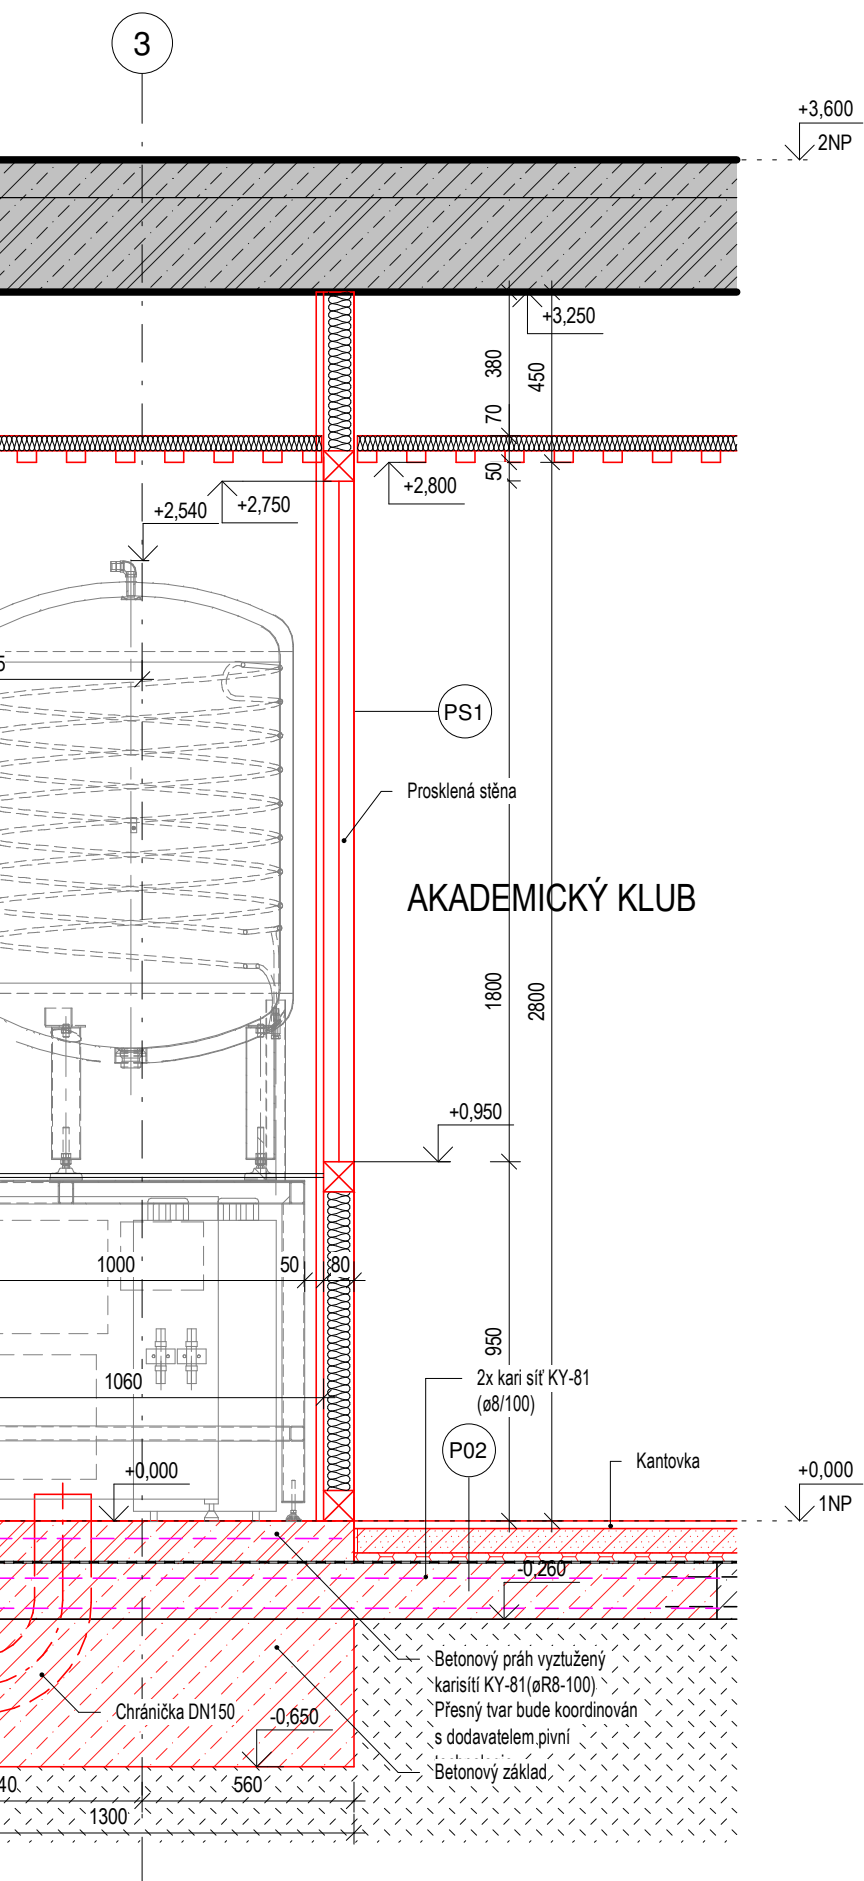 3
+3,600
2NP
+3,250
380
450
70
50
+2,800
+2,750
+2,540
5
PS1
Prosklená stěna
AKADEMICKÝ KLUB
1800
2800
+0,950
1000
50
80
950
1060
2x kari síť KY-81
(ø8/100)
P02
Kantovka
+0,000
+0,000
1NP
-0,260
Betonový práh vyztužený
karisítí KY-81(øR8-100)
Přesný tvar bude koordinován
s dodavatelem pivní
Chránička DN150
-0,650
Betonový základ
40
560
1300